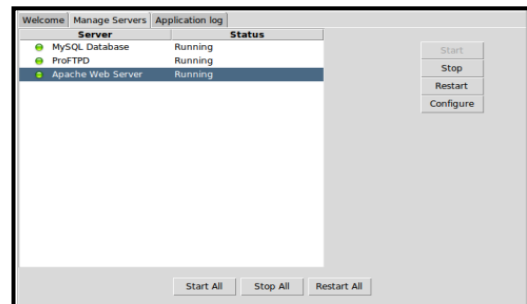 Welcome Manage Servers Application log
Server Status
MySQL Database Running
ProFTPD Running
Apache Web Server Running
Start
Stop
Restart
Configure
Start All Stop All Restart All